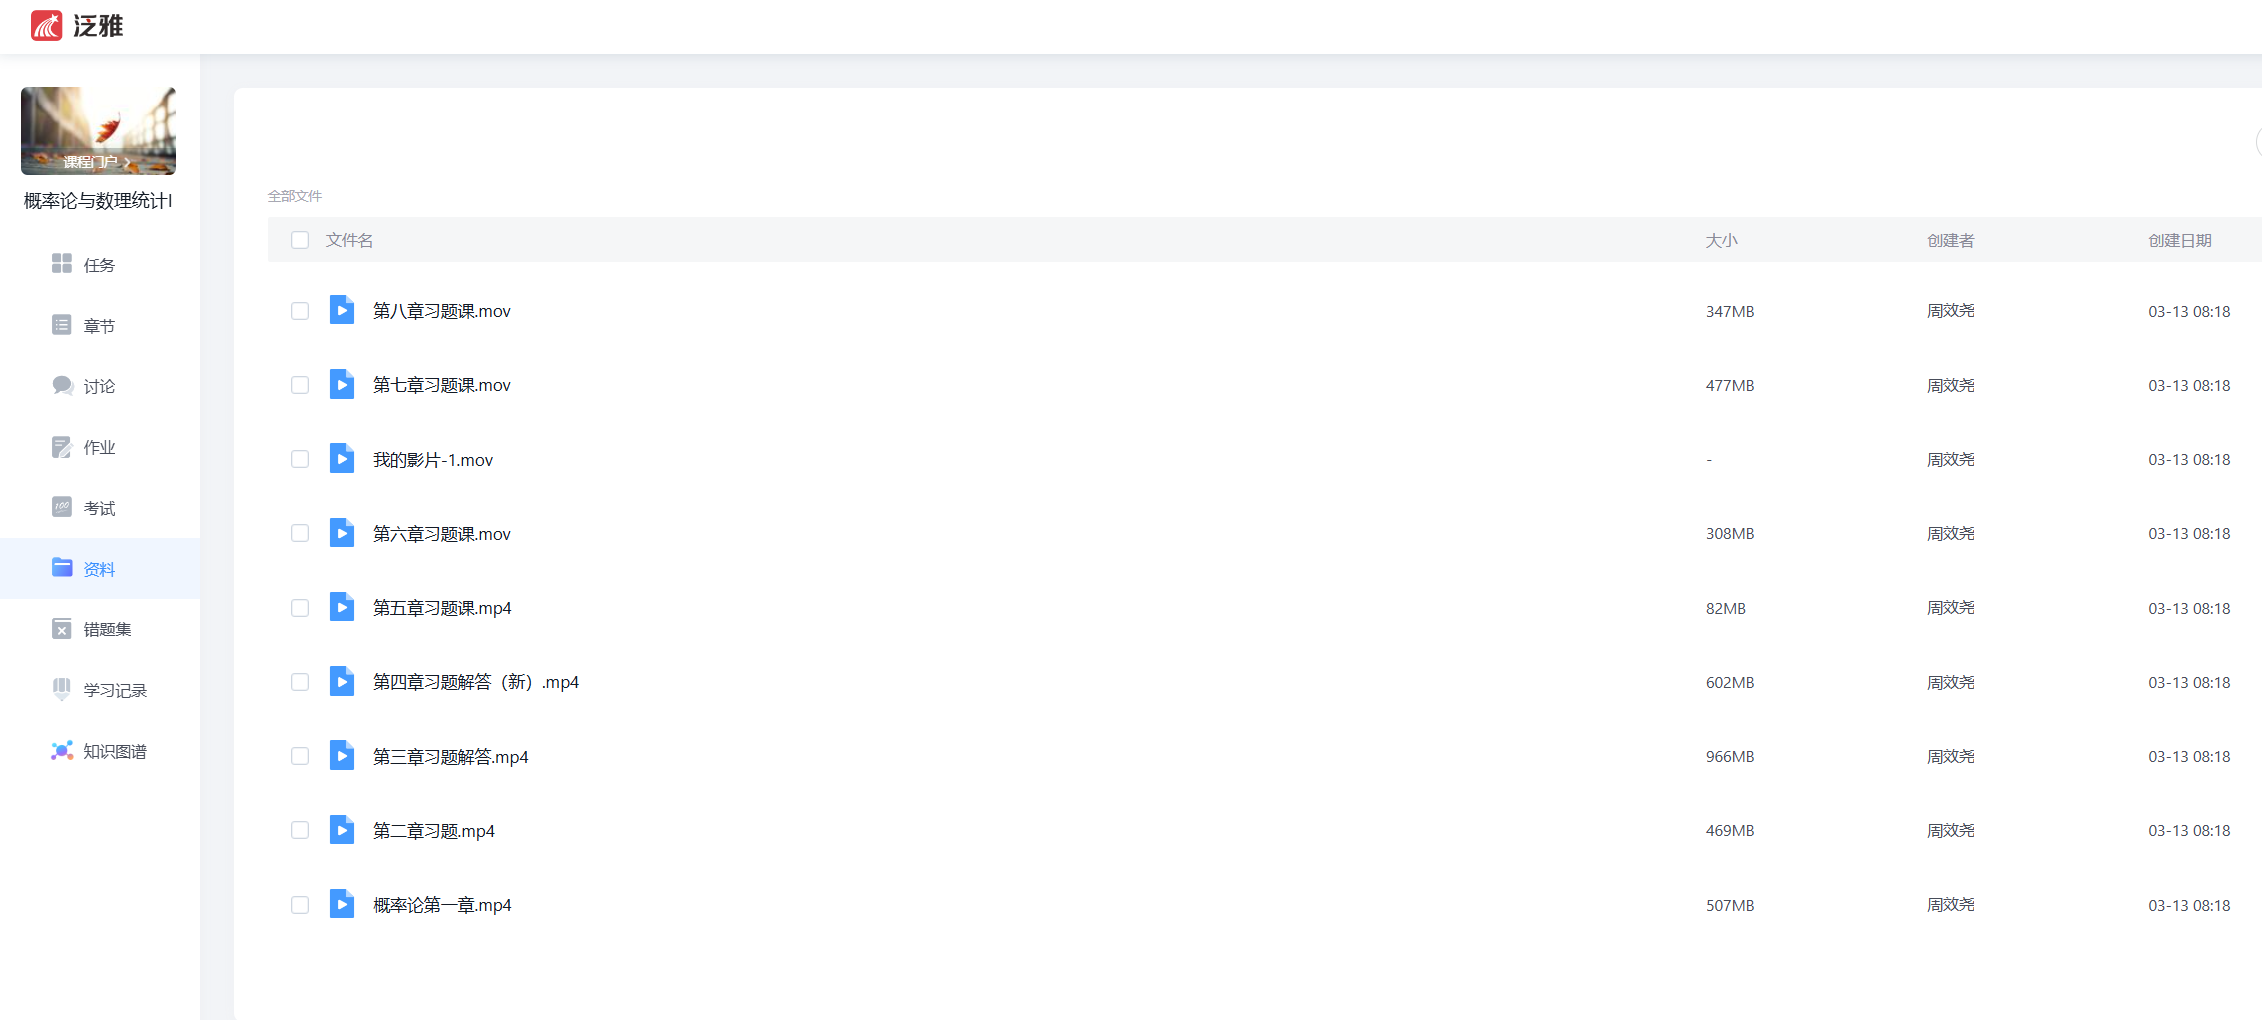 泛雅
课程门户 >
概率论与数理统计I
任务
章节
讨论
作业
100 考试
资料
错题集
学习记录
知识图谱
全部文件
文件名 大小 创建者 创建日期
第八章习题课.mov 347MB 周效尧 03-13 08:18
第七章习题课.mov 477MB 周效尧 03-13 08:18
我的影片-1.mov - 周效尧 03-13 08:18
第六章习题课.mov 308MB 周效尧 03-13 08:18
第五章习题课.mp4 82MB 周效尧 03-13 08:18
第四章习题解答（新）.mp4 602MB 周效尧 03-13 08:18
第三章习题解答.mp4 966MB 周效尧 03-13 08:18
第二章习题.mp4 469MB 周效尧 03-13 08:18
概率论第一章.mp4 507MB 周效尧 03-13 08:18